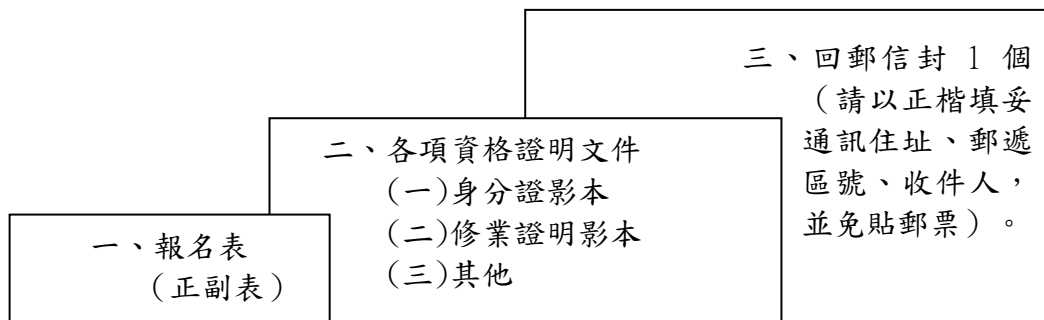 三、回郵信封 1 個
（請以正楷填妥
通訊住址、郵遞
區號、收件人，
並免貼郵票）。
二、各項資格證明文件
(一)身分證影本
(二)修業證明影本
(三)其他
一、報名表
（正副表）